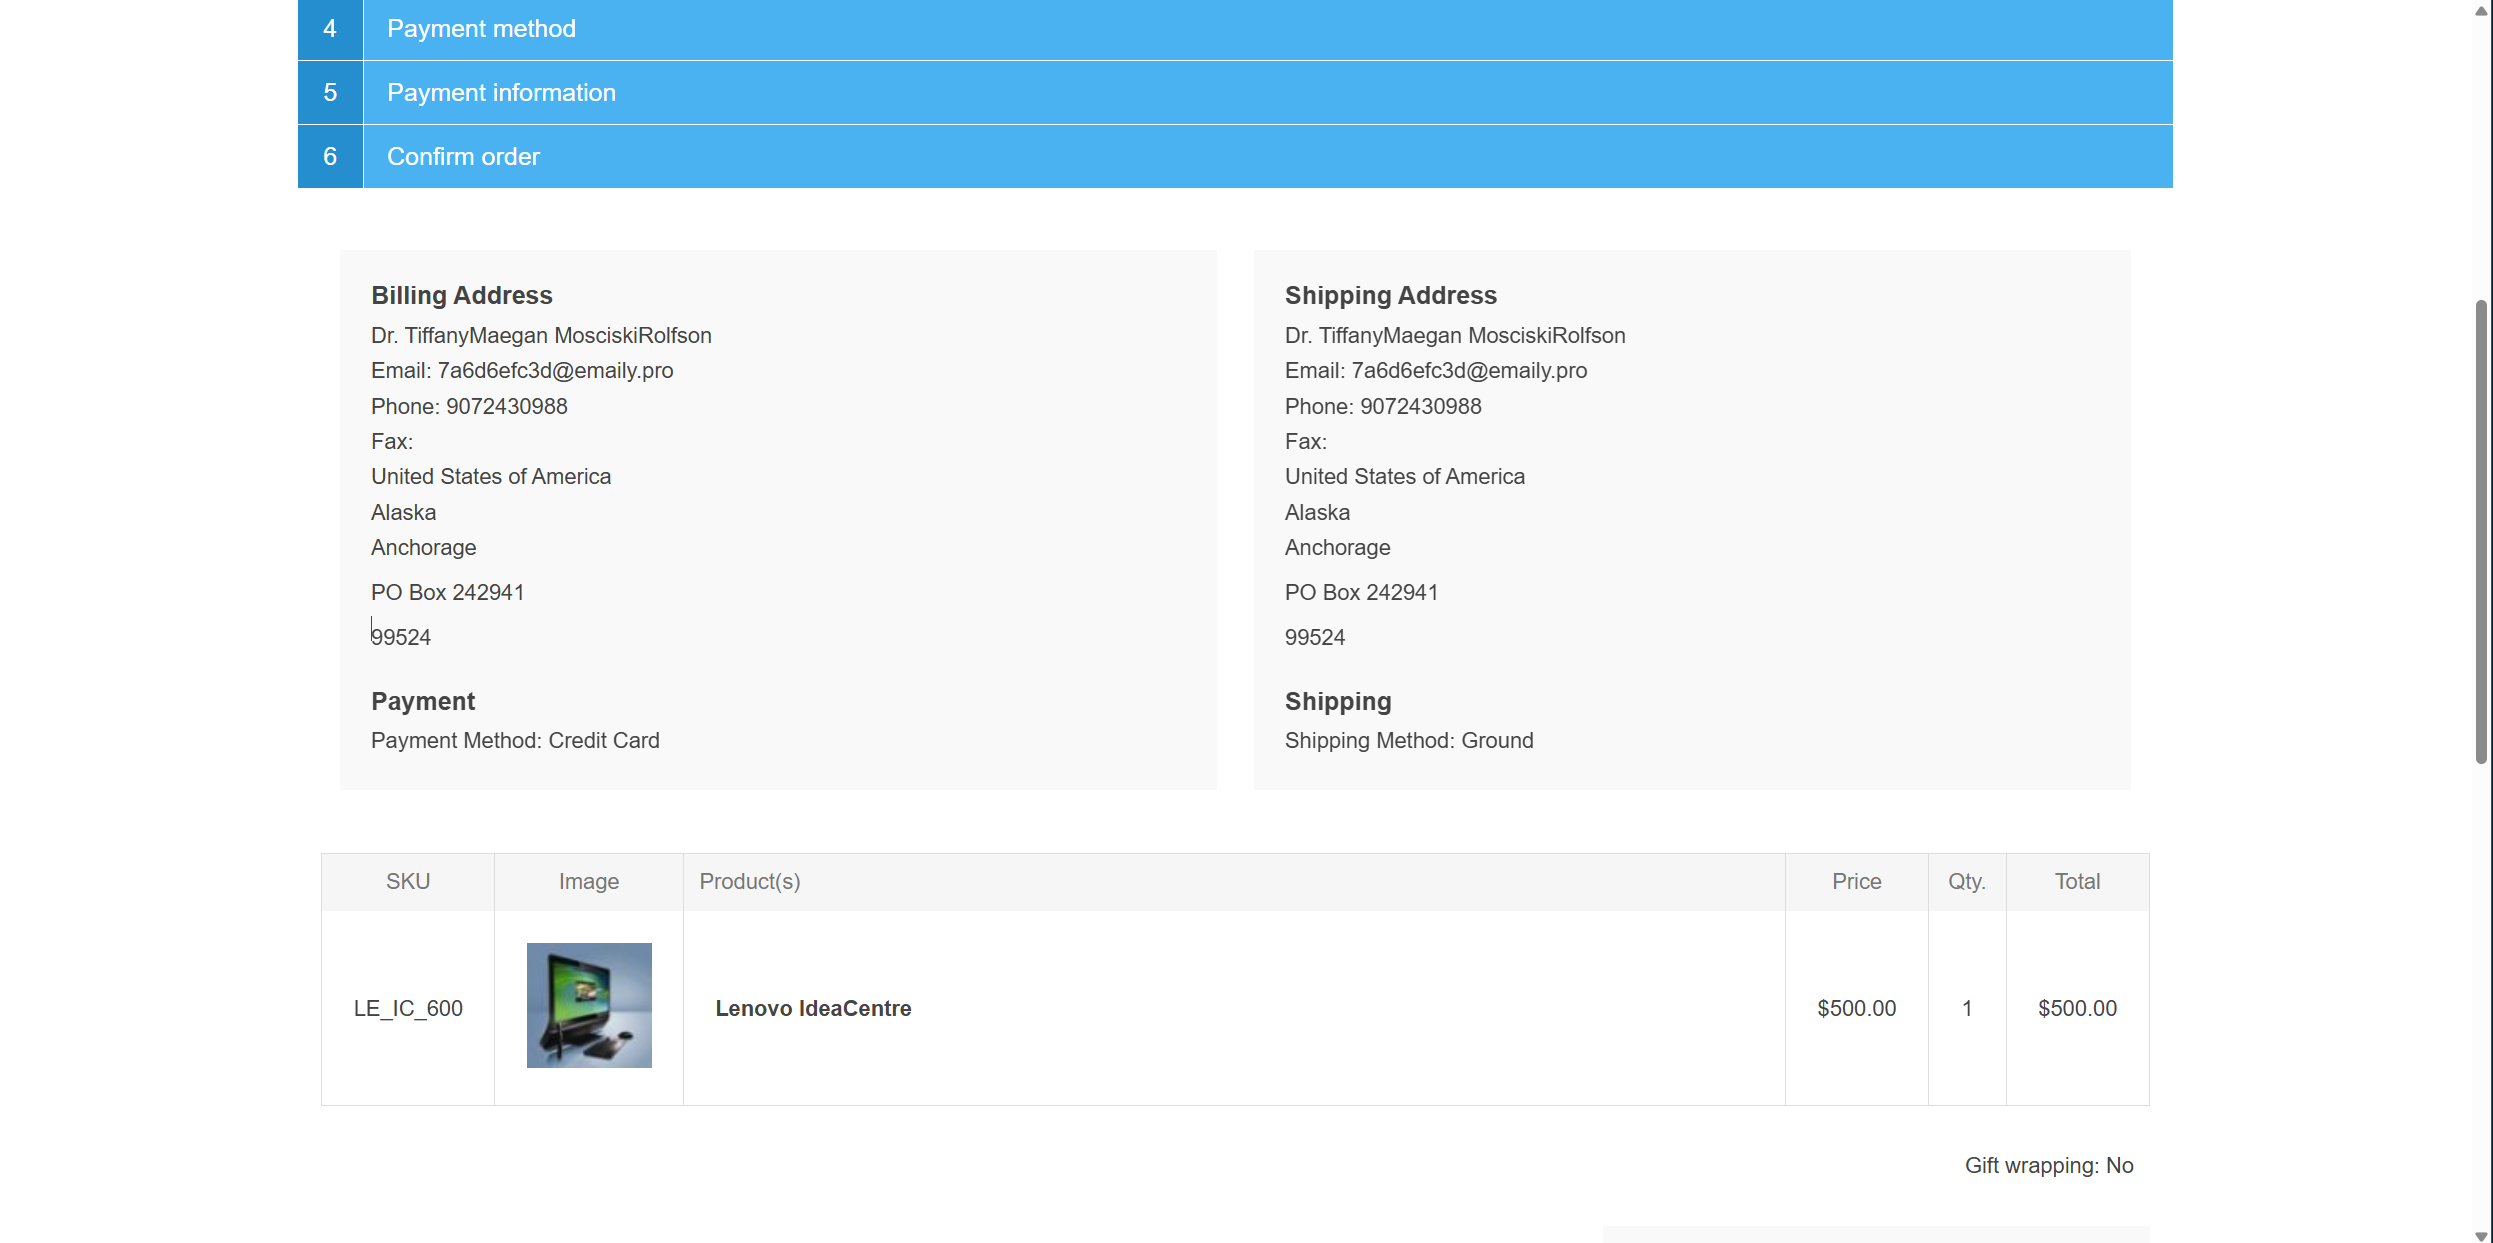 4 Payment method
5 Payment information
6 Confirm order
Billing Address
Dr. TiffanyMaegan MosciskiRolfson
Email: 7a6d6efc3d@emaily.pro
Phone: 9072430988
Fax:
United States of America
Alaska
Anchorage
PO Box 242941
99524
Payment
Payment Method: Credit Card
Shipping Address
Dr. TiffanyMaegan MosciskiRolfson
Email: 7a6d6efc3d@emaily.pro
Phone: 9072430988
Fax:
United States of America
Alaska
Anchorage
PO Box 242941
99524
Shipping
Shipping Method: Ground
SKU Image Product(s) Price Qty. Total
LE_IC_600 Lenovo IdeaCentre $500.00 1 $500.00
Gift wrapping: No